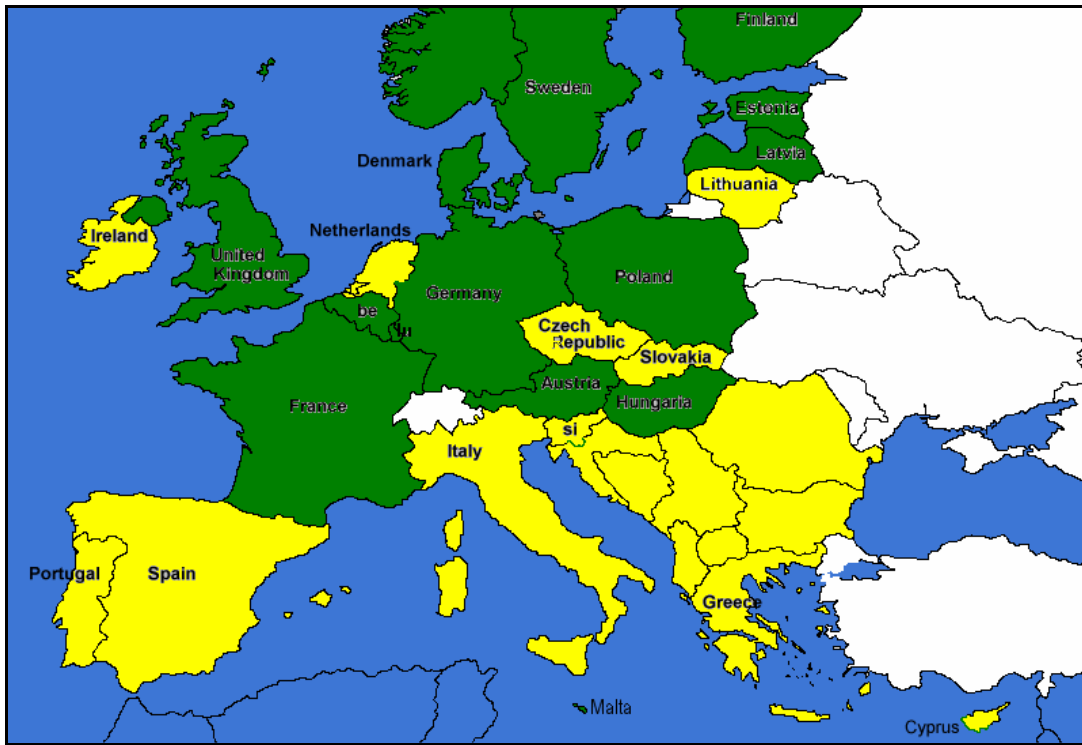 Finland
Sweden
Estonia
Denmark
Latvia
Lithuania
Netherlands
Ireland
United
Kingdom
Poland
Germany
be
lu
Czech
Republic
Slovakia
Austria
France
Hungaria
si
Italy
Portugal
Spain
Greece
Malta
Cyprus